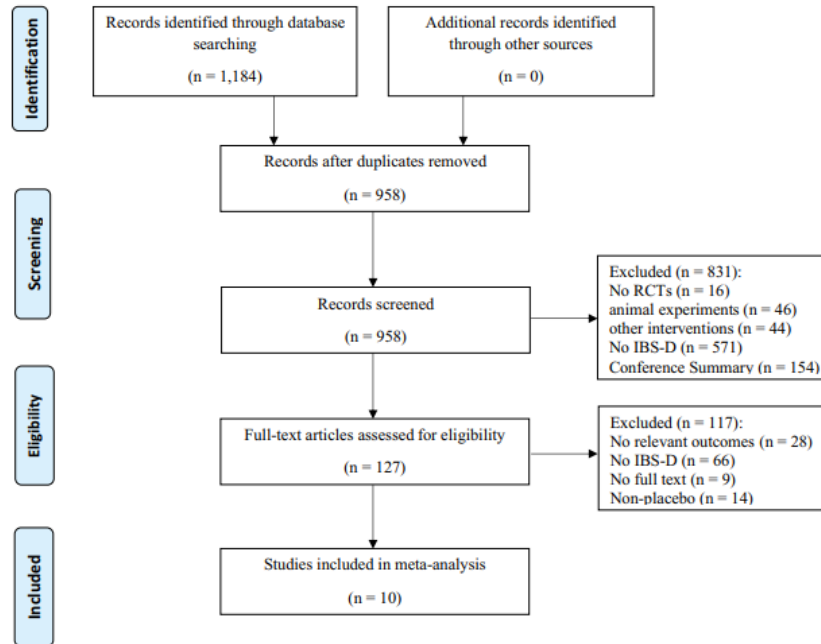 Identification
Records identified through database
searching
(n = 1,184)
Additional records identified
through other sources
(n = 0)
Records after duplicates removed
(n = 958)
Screening
Records screened
(n = 958)
Excluded (n = 831):
No RCTs (n = 16)
animal experiments (n = 46)
other interventions (n = 44)
No IBS-D (n = 571)
Conference Summary (n = 154)
Eligibility
Full-text articles assessed for eligibility
(n = 127)
Excluded (n = 117):
No relevant outcomes (n = 28)
No IBS-D (n = 66)
No full text (n = 9)
Non-placebo (n = 14)
Included
Studies included in meta-analysis
(n = 10)